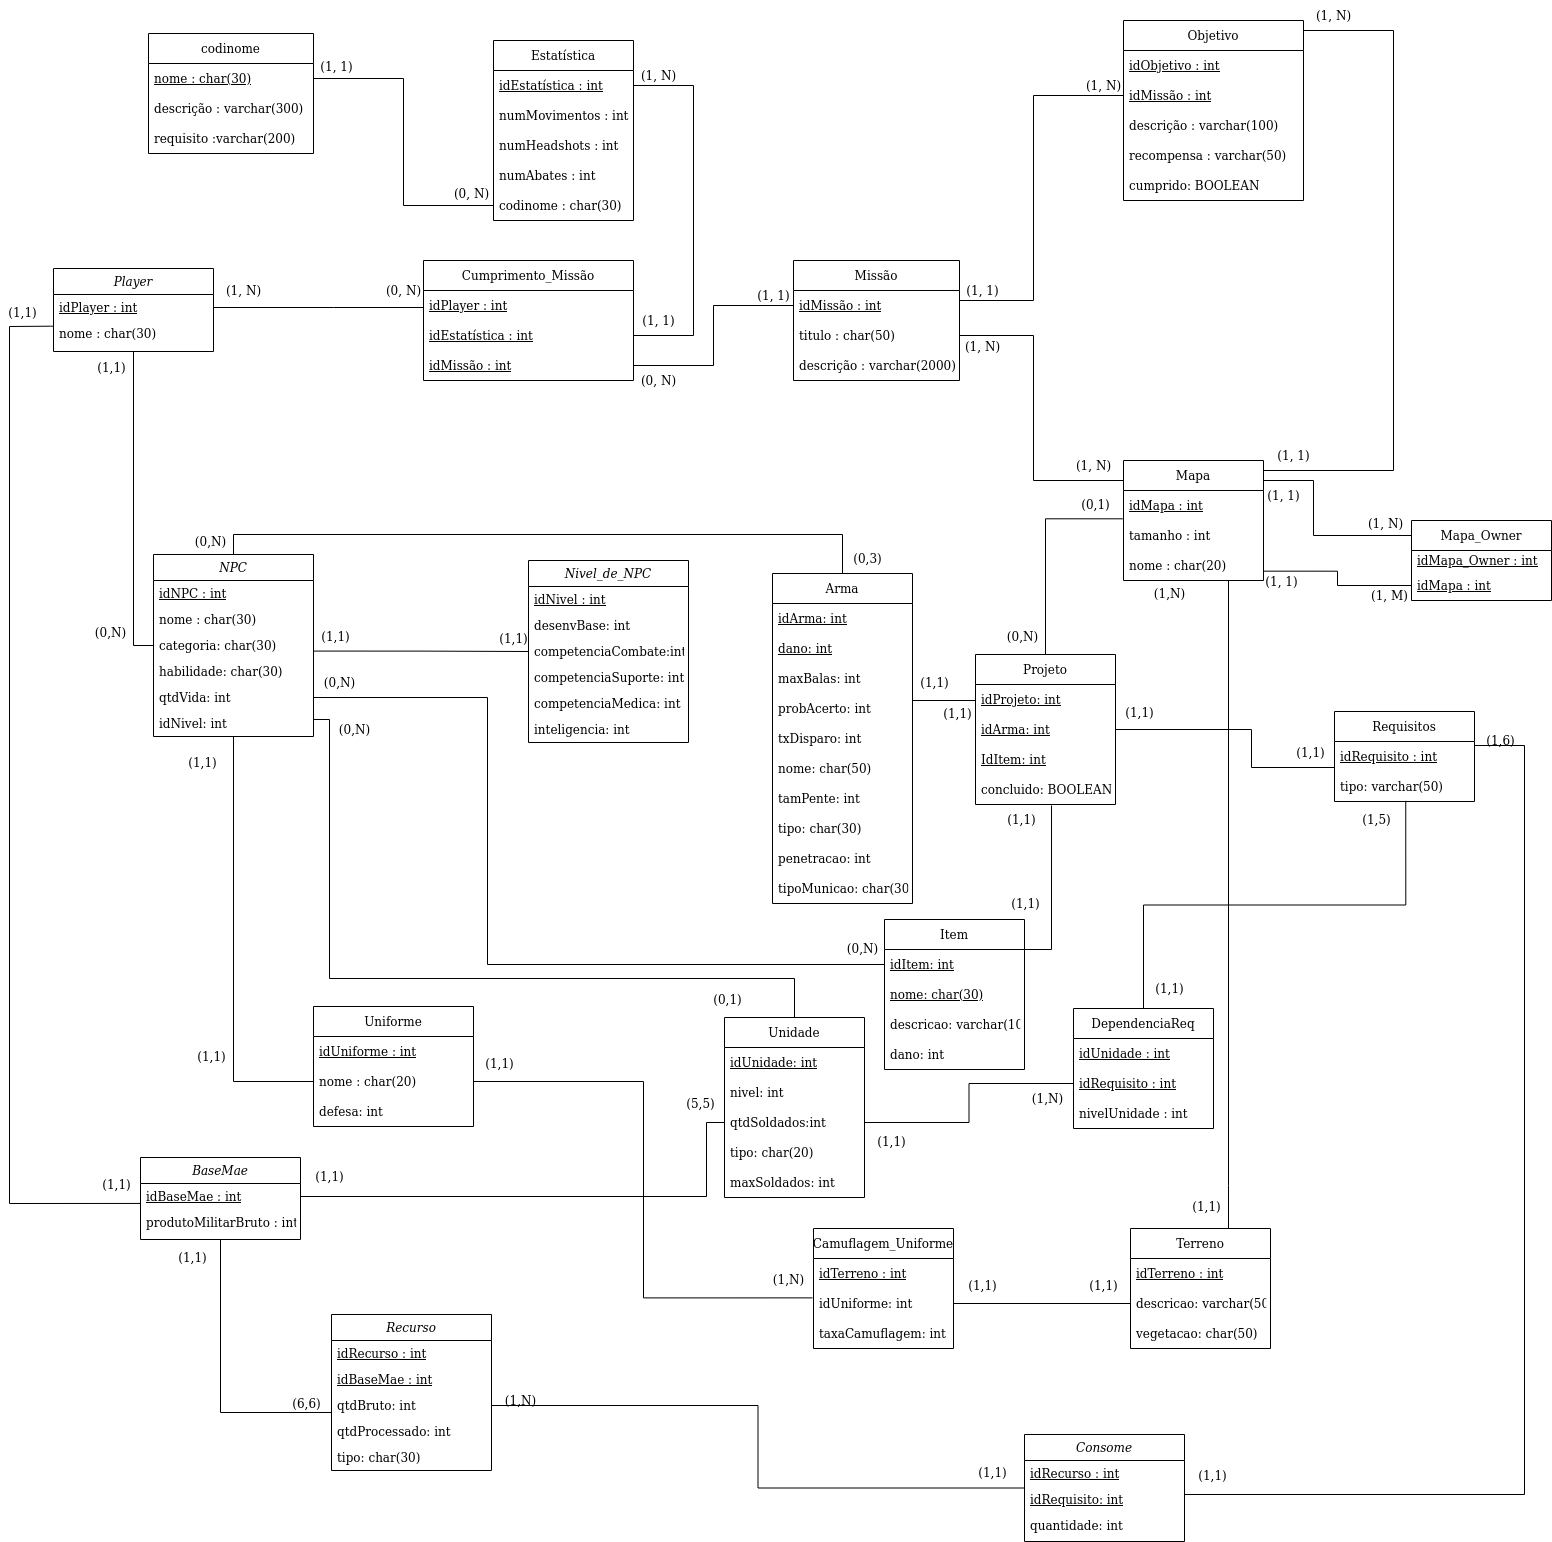 codinome
nome : char(30)
descrição : varchar(300)
requisito :varchar(200)
(1, 1)
(0, N)
Estatística
idEstatística : int
numMovimentos : int
numHeadshots : int
numAbates : int
codinome : char(30)
(1, N)
Objetivo
idObjetivo : int
idMissão : int
descrição : varchar(100)
recompensa : varchar(50)
cumprido: BOOLEAN
(1, N)
(1, N)
Player
idPlayer : int
nome : char(30)
(1,1)
(1, N)
(1,1)
(0, N)
Cumprimento_Missão
idPlayer : int
idEstatística : int
idMissão : int
(1, 1)
(0, N)
(1, 1)
Missão
idMissão : int
titulo : char(50)
descrição : varchar(2000)
(1, 1)
(1, N)
(1, N)
Mapa
idMapa : int
tamanho : int
nome : char(20)
(1, 1)
(1, 1)
(0,1)
(1, 1)
(1,N)
(1, N)
(1, M)
Mapa_Owner
idMapa_Owner : int
idMapa : int
(0,N)
NPC
idNPC : int
nome : char(30)
categoria: char(30)
habilidade: char(30)
qtdVida: int
idNivel: int
(0,N)
(1,1)
(0,N)
(0,N)
(1,1)
(1,1)
Nivel_de_NPC
idNivel : int
desenvBase: int
competenciaCombate:int
competenciaSuporte: int
competenciaMedica: int
inteligencia: int
(0,3)
Arma
idArma: int
dano: int
maxBalas: int
probAcerto: int
txDisparo: int
nome: char(50)
tamPente: int
tipo: char(30)
penetracao: int
tipoMunicao: char(30
(1,1)
(1,1)
(0,N)
Projeto
idProjeto: int
idArma: int
IdItem: int
concluido: BOOLEAN
(1,1)
(1,1)
(1,1)
Requisitos
idRequisito : int
tipo: varchar(50)
(1,6)
(1,5)
(1,1)
(0,N)
Item
idItem: int
nome: char(30)
descricao: varchar(10
dano: int
(1,1)
Uniforme
idUniforme : int
nome : char(20)
defesa: int
(1,1)
(0,1)
(5,5)
Unidade
idUnidade: int
nivel: int
qtdSoldados:int
tipo: char(20)
maxSoldados: int
(1,1)
(1,1)
(1,N)
DependenciaReq
idUnidade : int
idRequisito : int
nivelUnidade : int
(1,1)
BaseMae
idBaseMae : int
produtoMilitarBruto : int
(1,1)
(1,1)
(1,N)
Camuflagem_Uniforme
idTerreno : int
idUniforme: int
taxaCamuflagem: int
(1,1)
(1,1)
(1,1)
Terreno
idTerreno : int
descricao: varchar(50
vegetacao: char(50)
(6,6)
Recurso
idRecurso : int
idBaseMae : int
qtdBruto: int
qtdProcessado: int
tipo: char(30)
(1,N)
(1,1)
Consome
idRecurso : int
idRequisito: int
quantidade: int
(1,1)